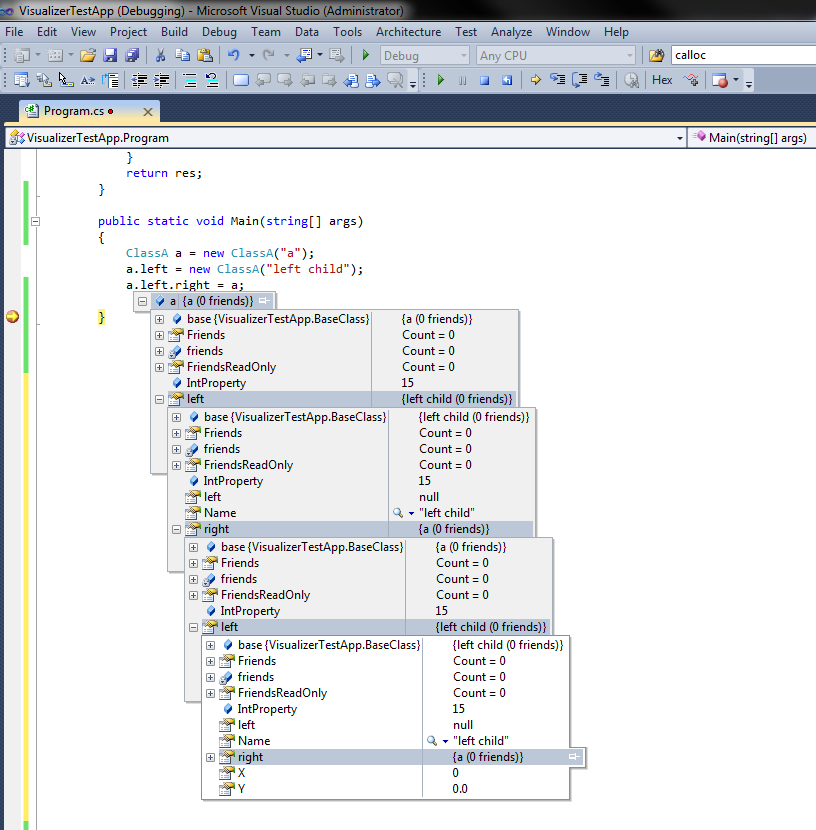 VisualizerTestApp (Debugging) - Microsoft Visual Studio (Administrator)
File Edit View Project Build Debug Team Data Tools Architecture Test Analyze Window Help
Debug Any CPU calloc
Hex
Program.cs
VisualizerTestApp.Program Main(string[] args)
}
return res;
}
public static void Main(string[] args)
{
ClassA a = new ClassA("a");
a.left = new ClassA("left child");
a.left.right = a;
a {a (0 friends)}
}
base {VisualizerTestApp.BaseClass} {a (0 friends)}
Friends Count = 0
friends Count = 0
FriendsReadOnly Count = 0
IntProperty 15
left {left child (0 friends)}
base {VisualizerTestApp.BaseClass} {left child (0 friends)}
Friends Count = 0
friends Count = 0
FriendsReadOnly Count = 0
IntProperty 15
left null
Name "left child"
right {a (0 friends)}
base {VisualizerTestApp.BaseClass} {a (0 friends)}
Friends Count = 0
friends Count = 0
FriendsReadOnly Count = 0
IntProperty 15
left {left child (0 friends)}
base {VisualizerTestApp.BaseClass} {left child (0 friends)}
Friends Count = 0
friends Count = 0
FriendsReadOnly Count = 0
IntProperty 15
left null
Name "left child"
right {a (0 friends)}
X 0
Y 0.0